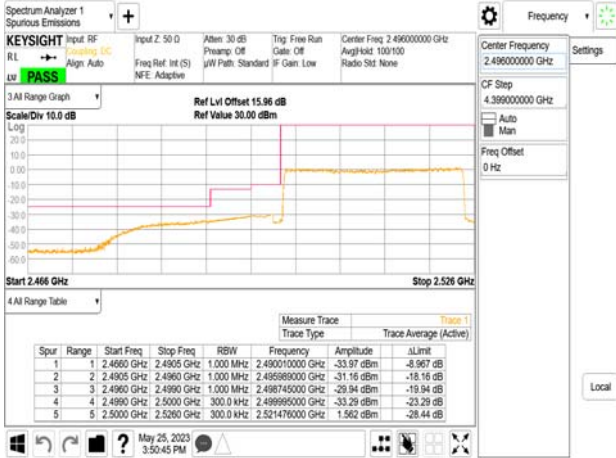 Spectrum Analyzer 1
Spurious Emissions
+
Frequency
KEYSIGHT Input: RF Input Z: 50 Ω Atten: 30 dB Trig: Free Run Center Freq: 2.496000000 GHz
RL Coupling: DC Preamp: Off Gate: Off Avg|Hold: 100/100
Align: Auto Freq Ref: Int (S) µW Path: Standard IF Gain: Low Radio Std: None
LV PASS NFE: Adaptive
Center Frequency
2.496000000 GHz
Settings
CF Step
4.399000000 GHz
Auto
Man
Freq Offset
0 Hz
Local
3 All Range Graph
Ref Lvl Offset 15.96 dB
Scale/Div 10.0 dB Ref Value 30.00 dBm
Log
20.0
10.0
0.00
-10.0
-20.0
-30.0
-40.0
-50.0
-60.0
Start 2.466 GHz Stop 2.526 GHz
4 All Range Table
Measure Trace Trace 1
Trace Type Trace Average (Active)
Spur Range Start Freq Stop Freq RBW Frequency Amplitude ΔLimit
1 1 2.4660 GHz 2.4905 GHz 1.000 MHz 2.490010000 GHz -33.97 dBm -8.967 dB
2 2 2.4905 GHz 2.4960 GHz 1.000 MHz 2.495989000 GHz -31.16 dBm -18.16 dB
3 3 2.4960 GHz 2.4990 GHz 1.000 MHz 2.498745000 GHz -29.94 dBm -19.94 dB
4 4 2.4990 GHz 2.5000 GHz 300.0 kHz 2.499995000 GHz -33.29 dBm -23.29 dB
5 5 2.5000 GHz 2.5260 GHz 300.0 kHz 2.521476000 GHz 1.562 dBm -28.44 dB
? May 25, 2023
3:50:45 PM